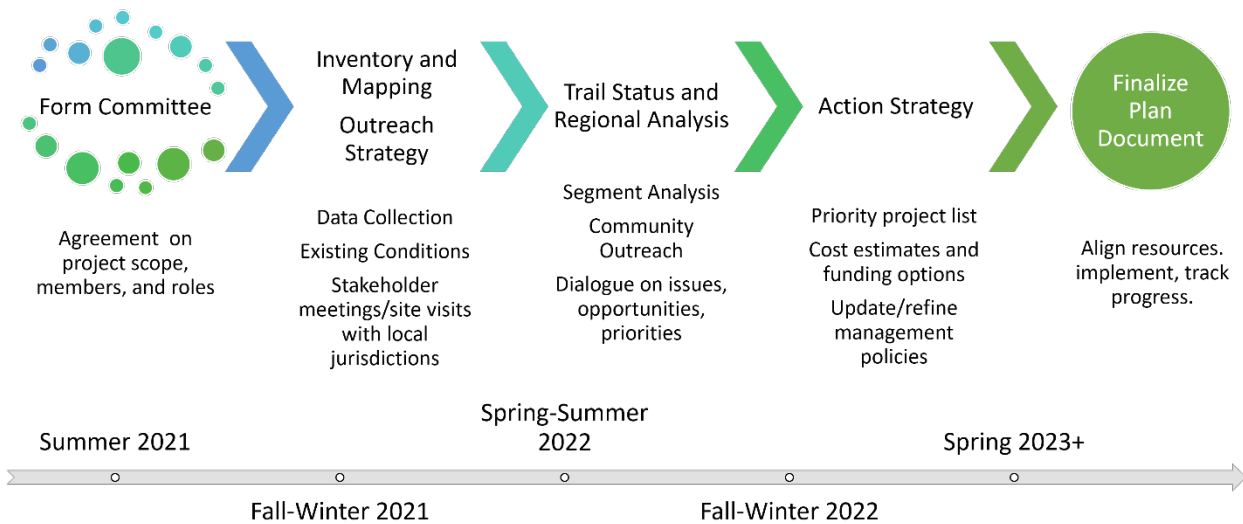 Form Committee
Agreement on
project scope,
members, and roles
Inventory and
Mapping
Outreach
Strategy
Data Collection
Existing Conditions
Stakeholder
meetings/site visits
with local
jurisdictions
Trail Status and
Regional Analysis
Segment Analysis
Community
Outreach
Dialogue on issues,
opportunities,
priorities
Action Strategy
Priority project list
Cost estimates and
funding options
Update/refine
management
policies
Finalize
Plan
Document
Align resources.
implement, track
progress.
Summer 2021
Fall-Winter 2021
Spring-Summer
2022
Fall-Winter 2022
Spring 2023+